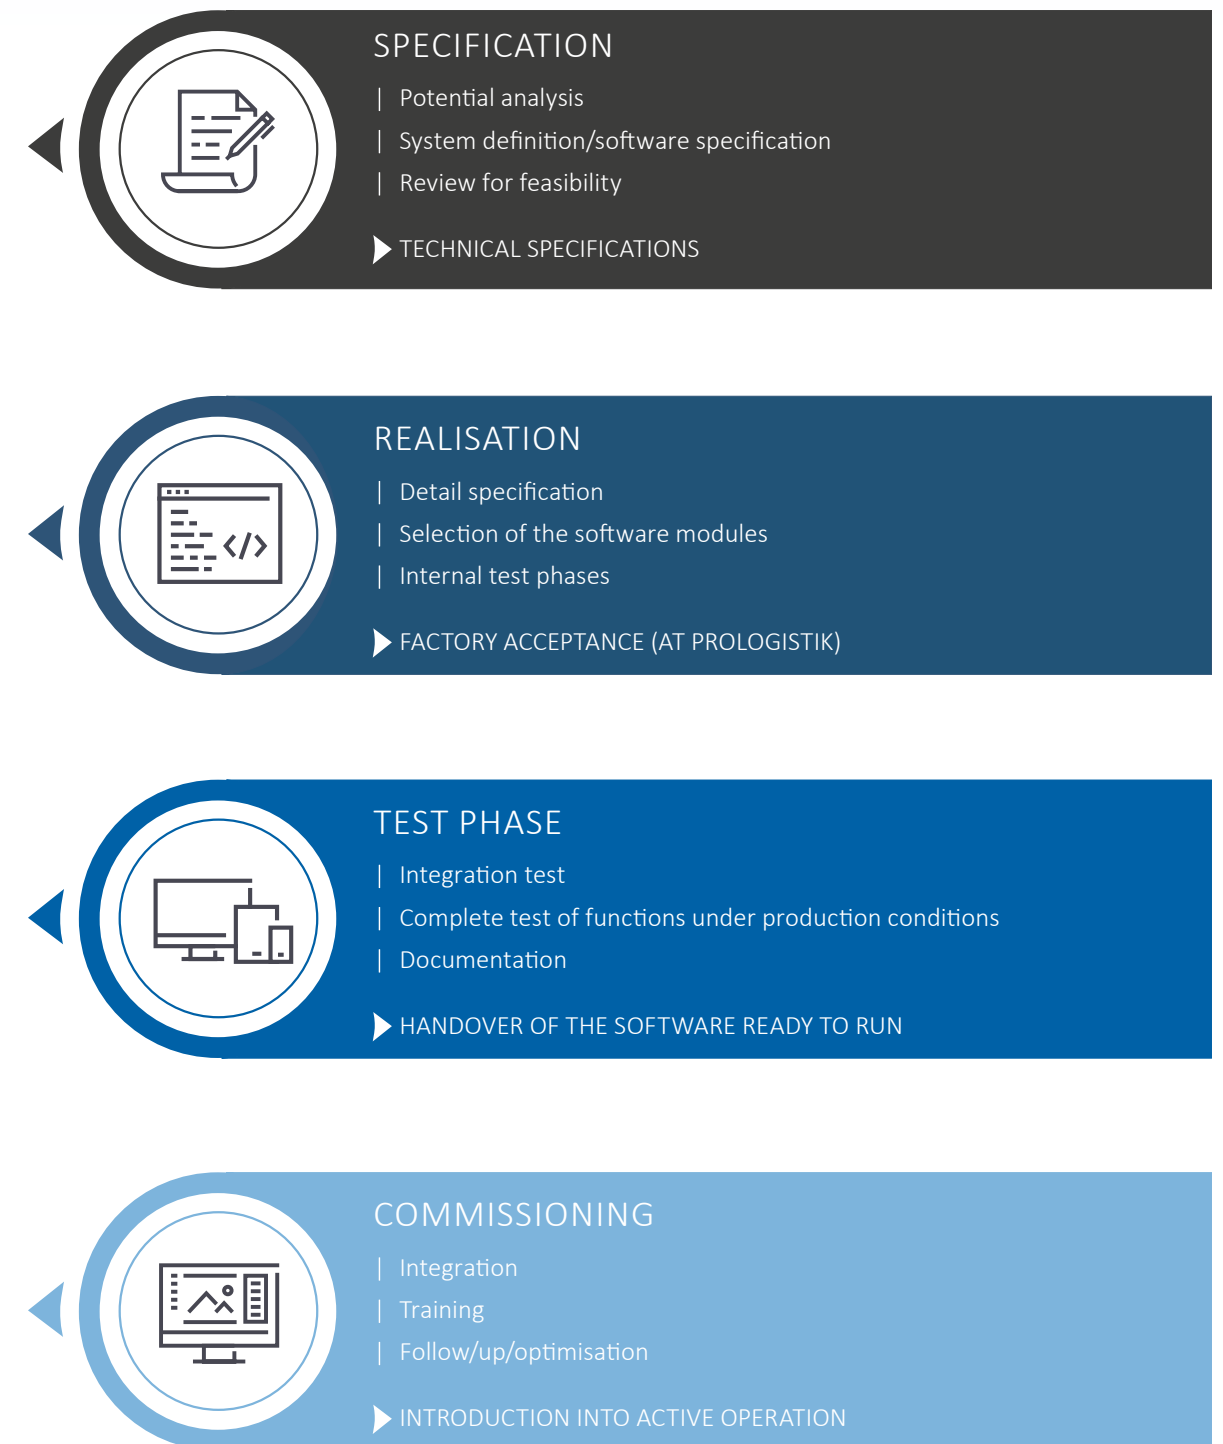 SPECIFICATION
| Potential analysis
| System definition/software specification
| Review for feasibility
TECHNICAL SPECIFICATIONS
REALISATION
| Detail specification
| Selection of the software modules
| Internal test phases
FACTORY ACCEPTANCE (AT PROLOGISTIK)
TEST PHASE
| Integration test
| Complete test of functions under production conditions
| Documentation
HANDOVER OF THE SOFTWARE READY TO RUN
COMMISSIONING
| Integration
| Training
| Follow/up/optimisation
INTRODUCTION INTO ACTIVE OPERATION